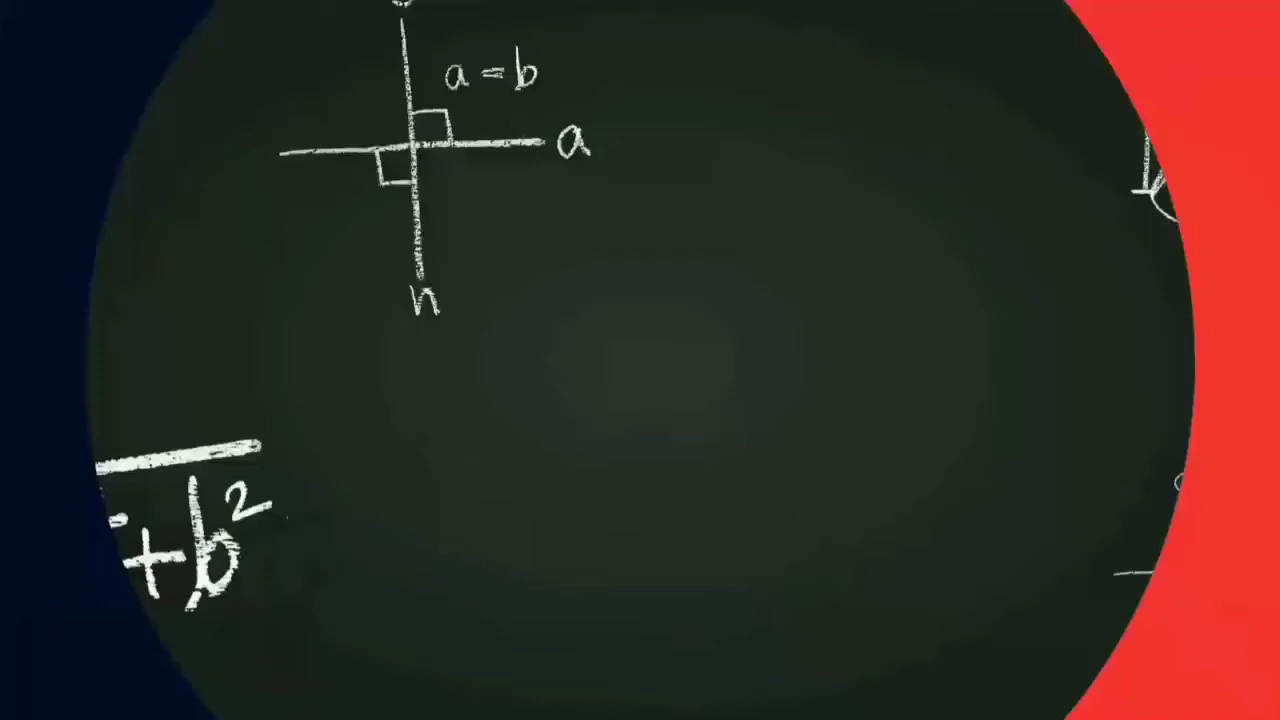 a = b
a
n
+b²